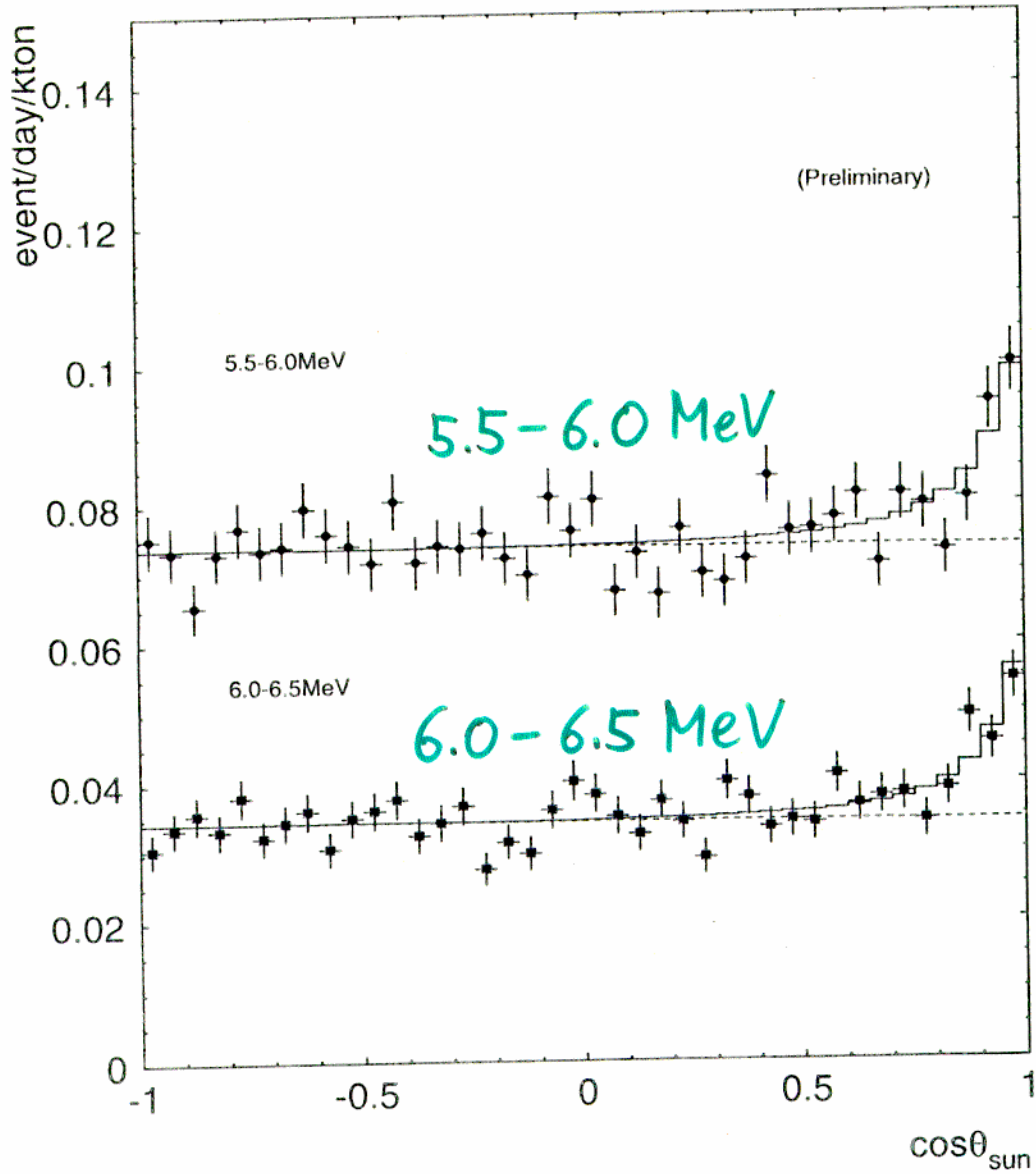 event/day/kton
0.14
(Preliminary)
0.12
5.5-6.0MeV
0.1
5.5-6.0 MeV
0.08
0.06
6.0-6.5MeV
6.0-6.5 MeV
0.04
0.02
0
-1
-0.5
0
0.5
1
cosθsun